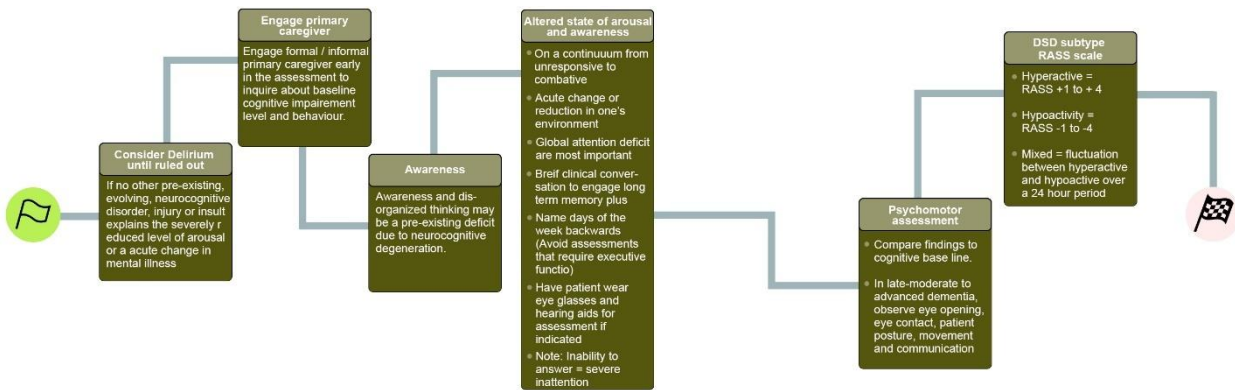 Consider Delirium
until ruled out
If no other pre-existing,
evolving, neurocognitive
disorder, injury or insult
explains the severely r
educed level of arousal
or a acute change in
mental illness
Engage primary
caregiver
Engage formal / informal
primary caregiver early
in the assessment to
inquire about baseline
cognitive impairement
level and behaviour.
Awareness
Awareness and dis-
organized thinking may
be a pre-existing deficit
due to neurocognitive
degeneration.
Altered state of arousal
and awareness
• On a continuuum from
unresponsive to
combative
• Acute change or
reduction in one's
environment
• Global attention deficit
are most important
• Breif clinical conver-
sation to engage long
term memory plus
• Name days of the
week backwards
(Avoid assessments
that require executive
functio)
• Have patient wear
eye glasses and
hearing aids for
assessment if
indicated
• Note: Inability to
answer = severe
inattention
Psychomotor
assessment
• Compare findings to
cognitive base line.
• In late-moderate to
advanced dementia,
observe eye opening,
eye contact, patient
posture, movement
and communication
DSD subtype
RASS scale
• Hyperactive =
RASS +1 to + 4
• Hypoactivity =
RASS -1 to -4
• Mixed = fluctuation
between hyperactive
and hypoactive over
a 24 hour period